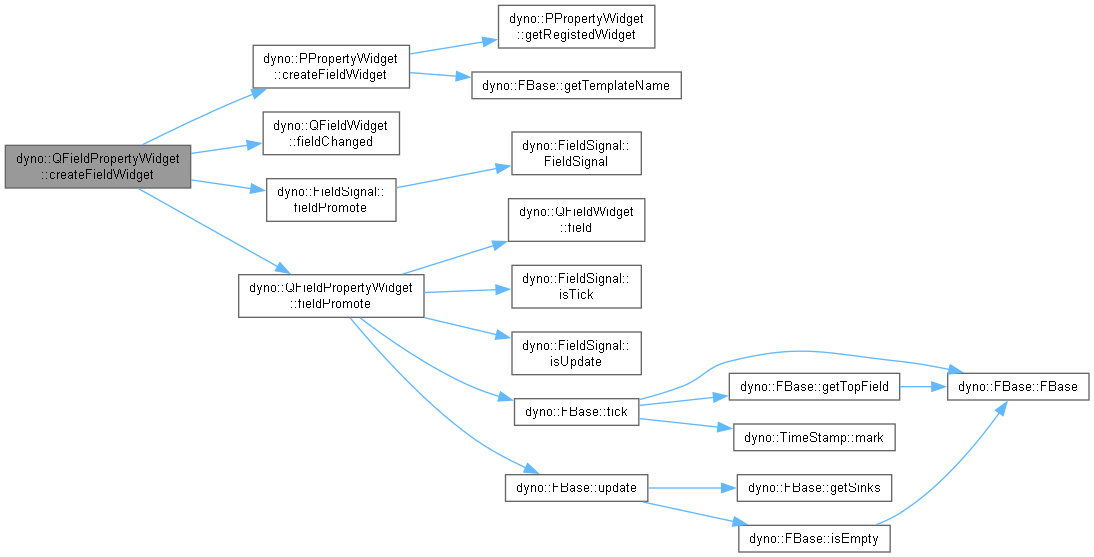 dyno::QFieldPropertyWidget
::createFieldWidget
dyno::PPropertyWidget
::createFieldWidget
dyno::QFieldWidget
::fieldChanged
dyno::FieldSignal::
fieldPromote
dyno::QFieldPropertyWidget
::fieldPromote
dyno::PPropertyWidget
::getRegistedWidget
dyno::FBase::getTemplateName
dyno::FieldSignal::
FieldSignal
dyno::QFieldWidget
::field
dyno::FieldSignal::
isTick
dyno::FieldSignal::
isUpdate
dyno::FBase::tick
dyno::FBase::update
dyno::FBase::getTopField
dyno::TimeStamp::mark
dyno::FBase::getSinks
dyno::FBase::isEmpty
dyno::FBase::FBase